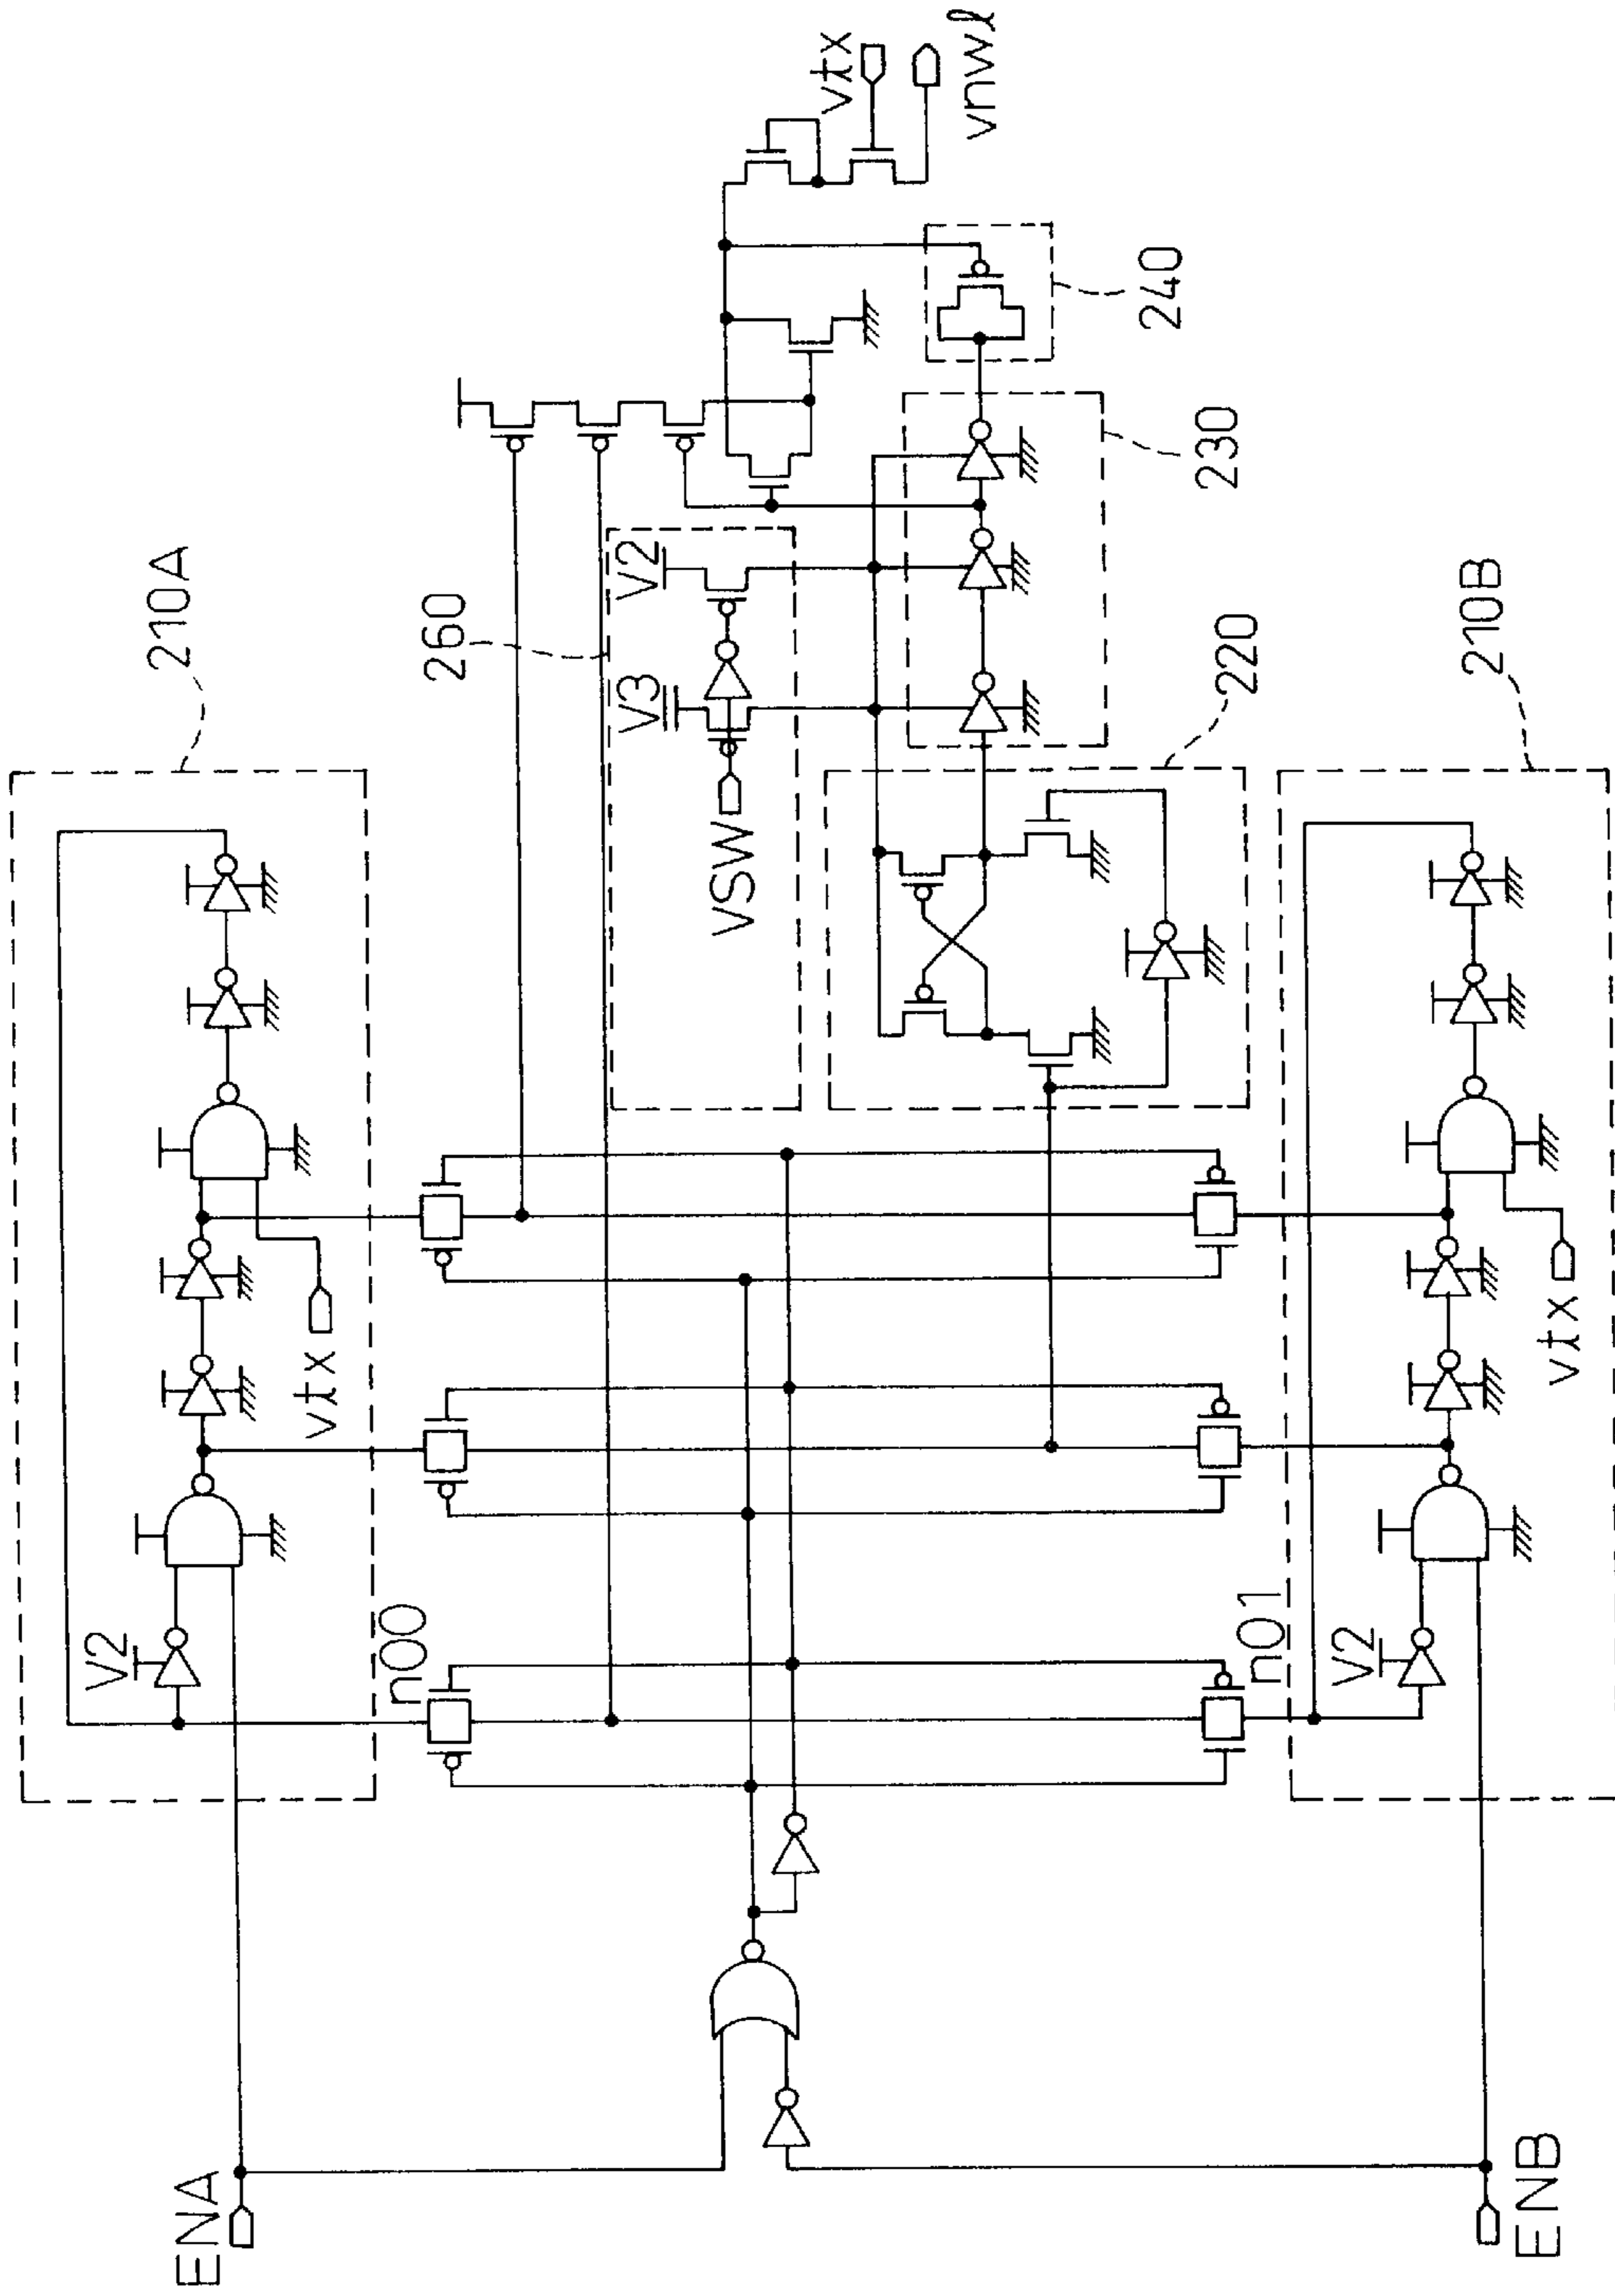 210A
V2
vtx
260
V3
V2
VSW
vtx
vnwl
240
230
220
n00
n01
ENA
ENB
V2
vtx
210B